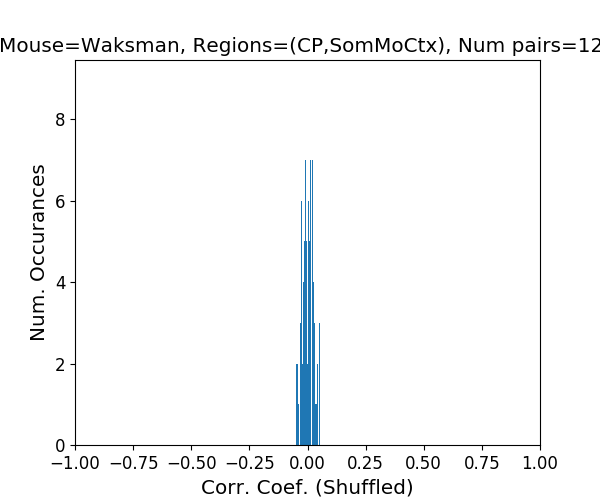 Mouse=Waksman, Regions=(CP,SomMoCtx), Num pairs=12
8
6
4
2
0
Num. Occurances
−1.00 −0.75 −0.50 −0.25 0.00 0.25 0.50 0.75 1.00
Corr. Coef. (Shuffled)